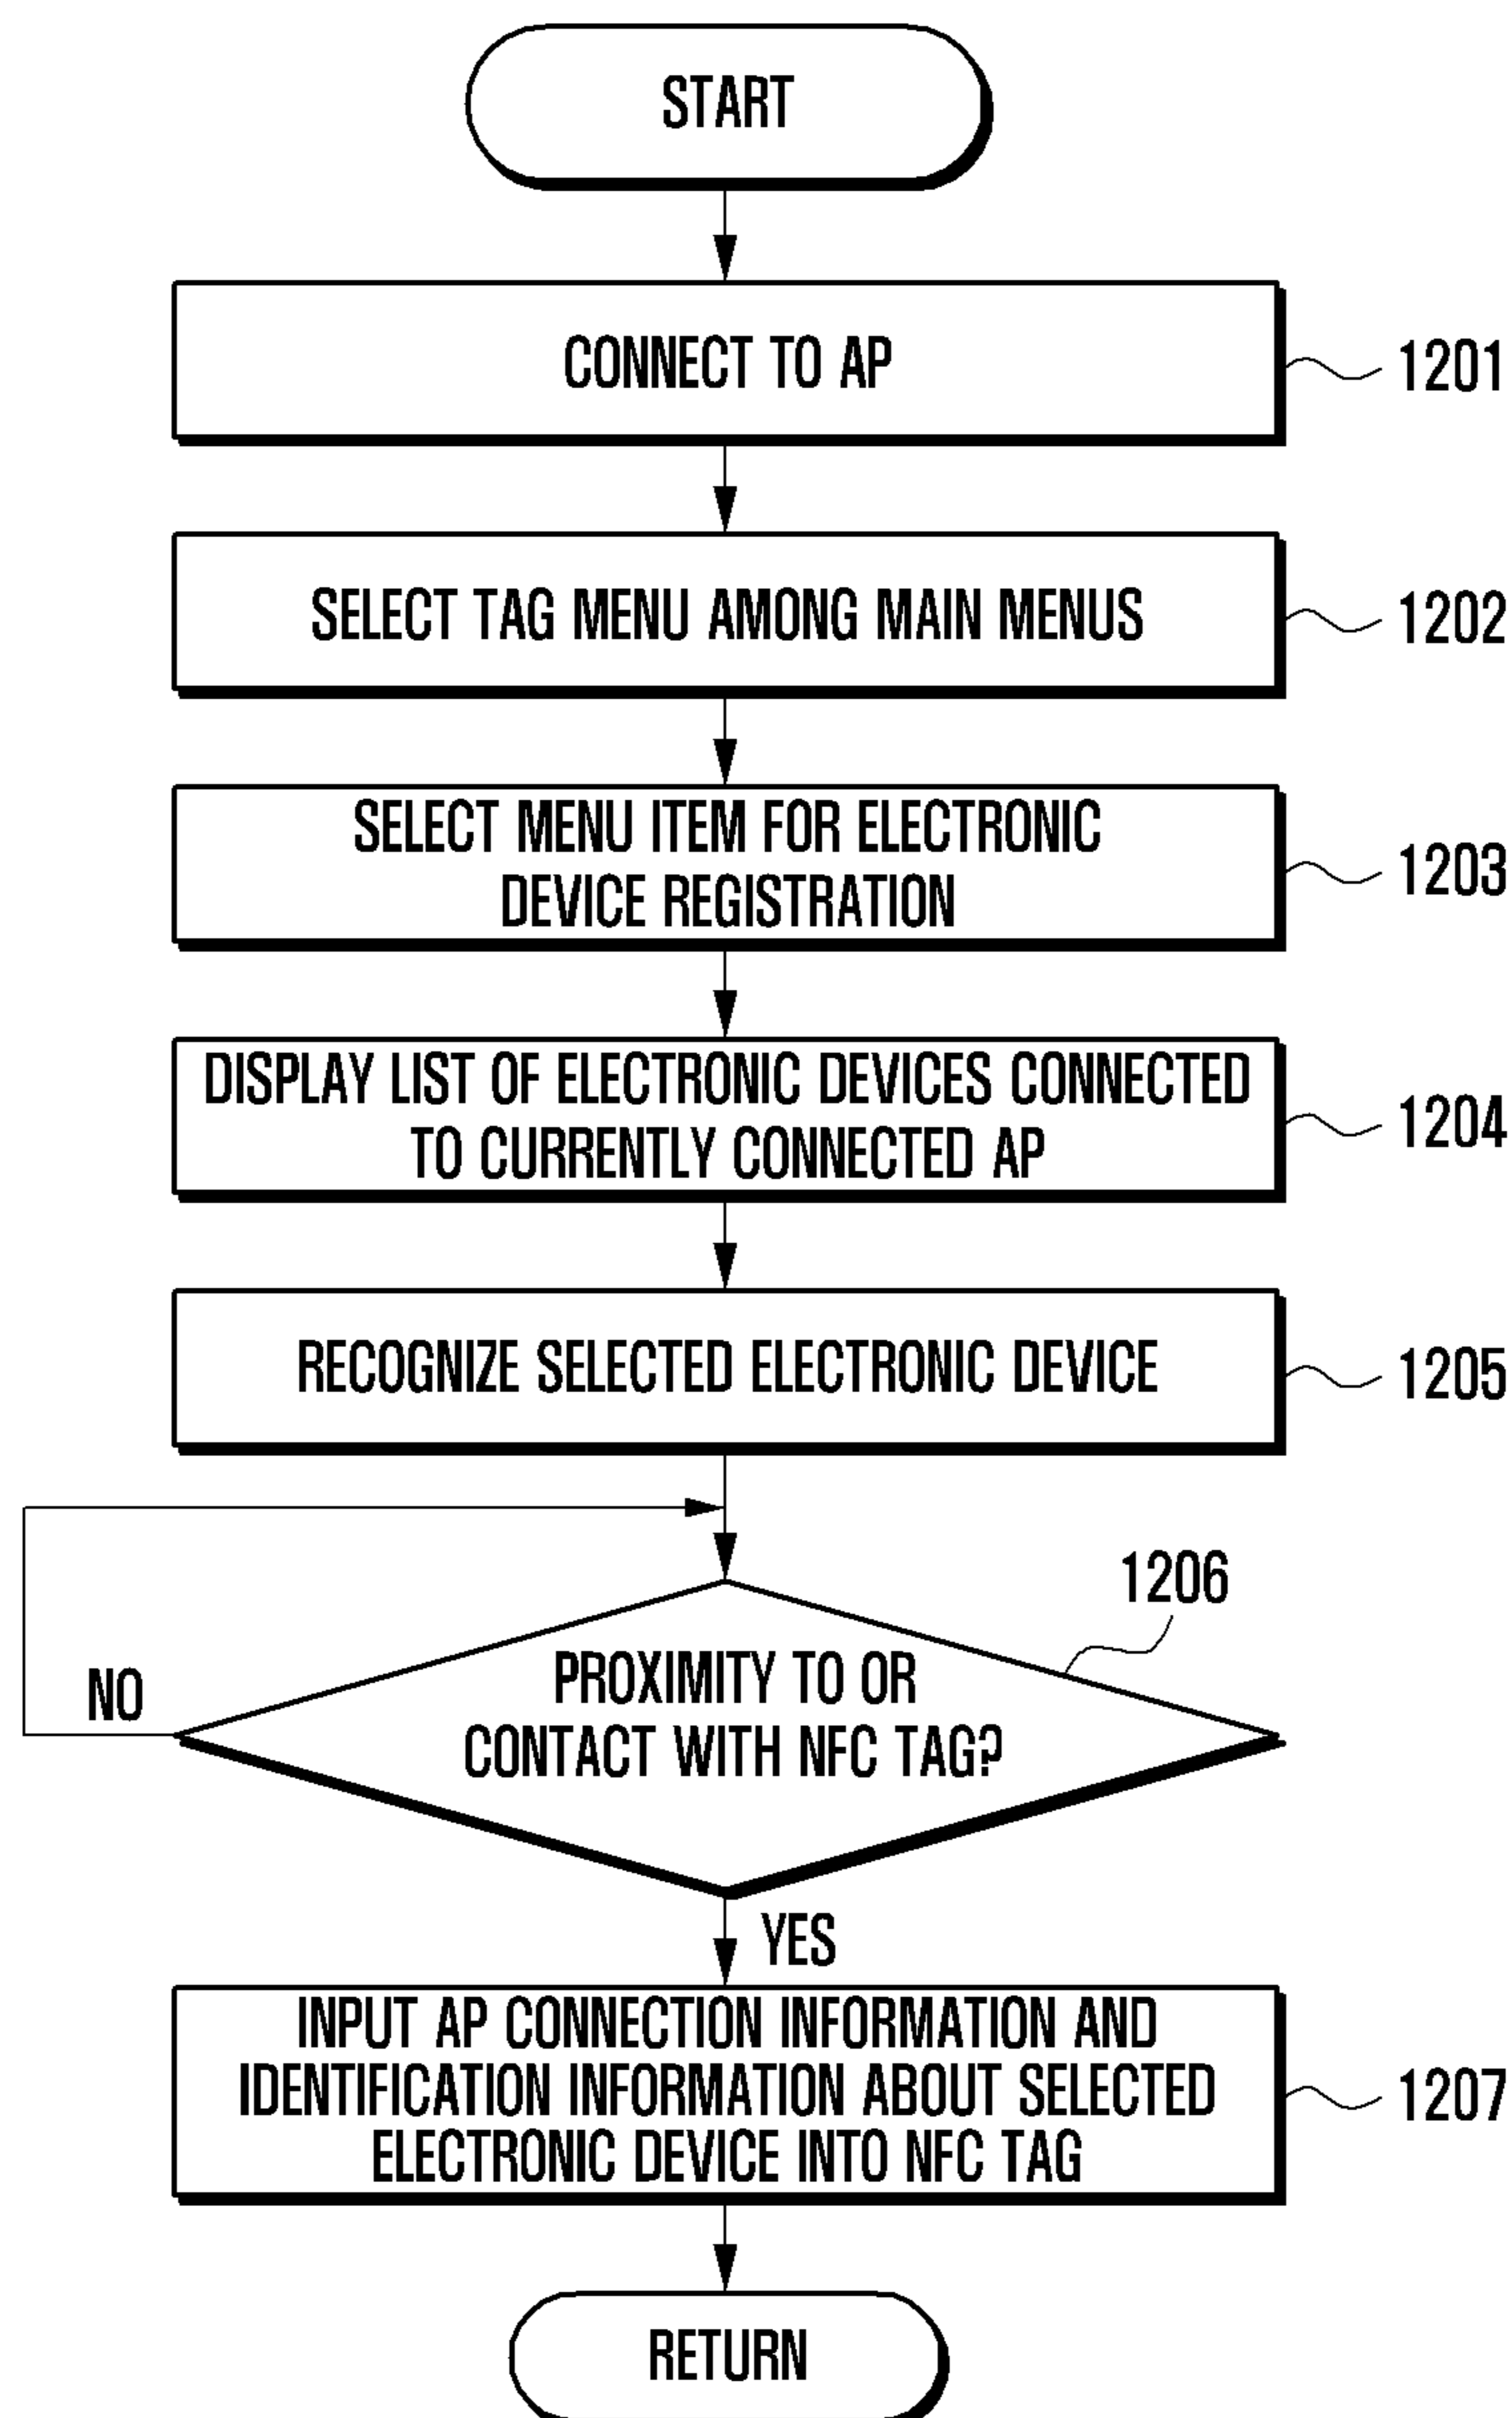 START
CONNECT TO AP
1201
SELECT TAG MENU AMONG MAIN MENUS
1202
SELECT MENU ITEM FOR ELECTRONIC
DEVICE REGISTRATION
1203
DISPLAY LIST OF ELECTRONIC DEVICES CONNECTED
TO CURRENTLY CONNECTED AP
1204
RECOGNIZE SELECTED ELECTRONIC DEVICE
1205
1206
PROXIMITY TO OR
CONTACT WITH NFC TAG?
NO
YES
INPUT AP CONNECTION INFORMATION AND
IDENTIFICATION INFORMATION ABOUT SELECTED
ELECTRONIC DEVICE INTO NFC TAG
1207
RETURN